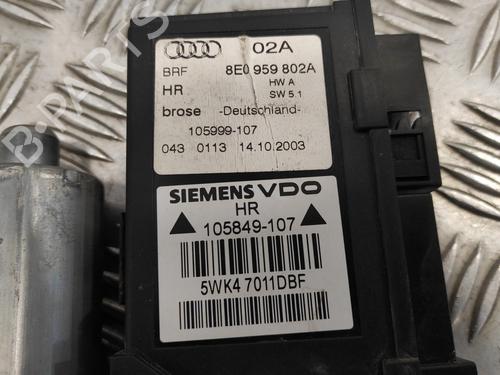 02A
BRF 8E0 959 802A
HR HW A
SW 5.1
brose -Deutschland-
105999-107
043 0113 14.10.2003
SIEMENS VDO
HR
105849-107
5WK4 7011DBF